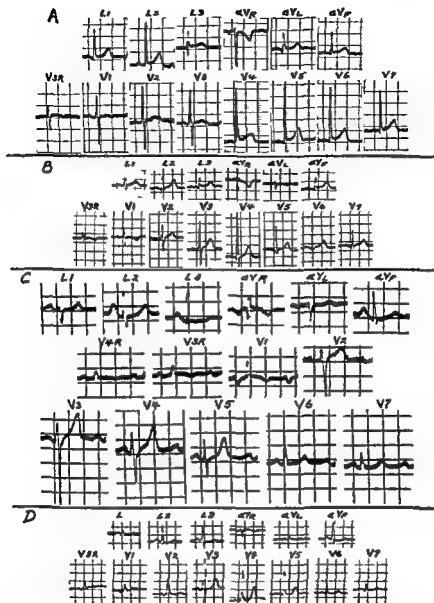 A
L1 L2 L3 aVR aVL aVF
V3R V1 V2 V3 V4 V5 V6 V7
B
L1 L2 L3 aVR aVL aVF
V3R V1 V2 V3 V4 V5 V6 V7
C
L1 L2 L3 aVR aVL aVF
V4R V3R V1 V2
V3 V4 V5 V6 V7
D
L L2 L3 aVR aVL aVF
V3R V1 V2 V3 V4 V5 V6 V7